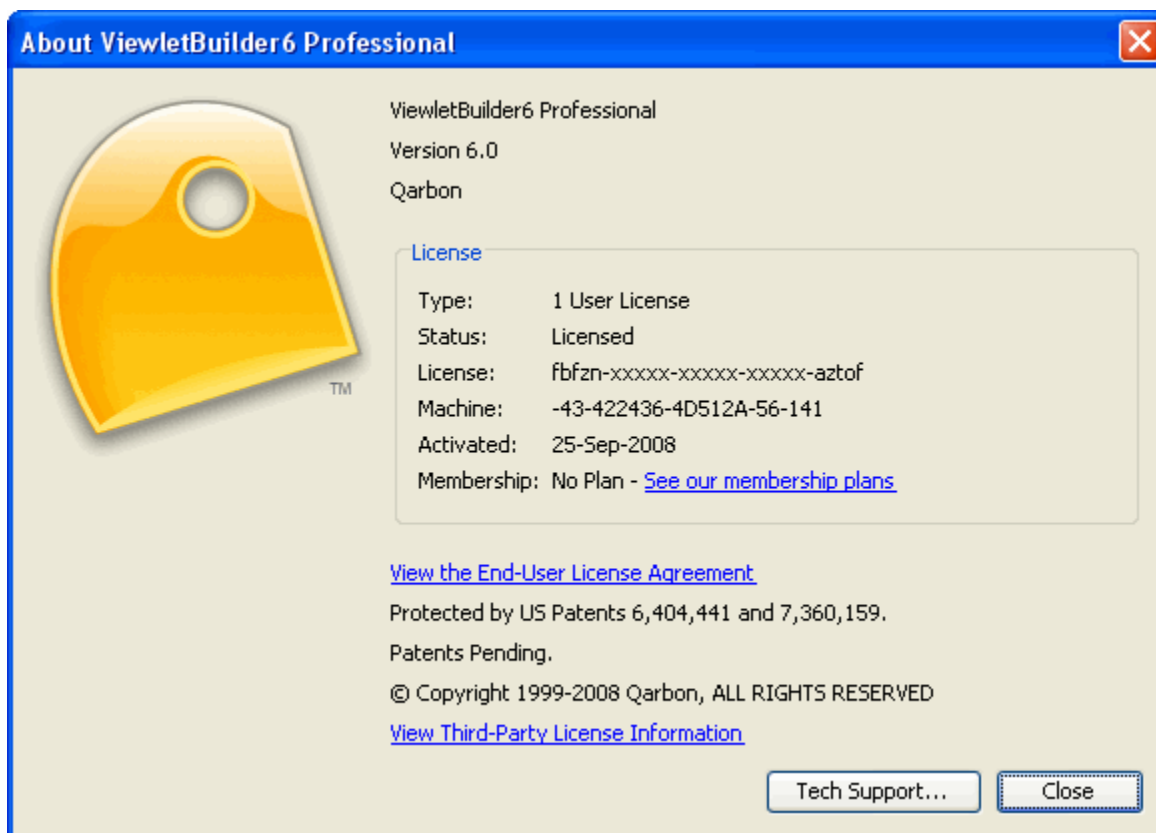 About ViewletBuilder6 Professional
ViewletBuilder6 Professional
Version 6.0
Qarbon
License
Type: 1 User License
Status: Licensed
License: fbfzn-xxxxx-xxxxx-xxxxx-aztof
Machine: -43-422436-4D512A-56-141
Activated: 25-Sep-2008
Membership: No Plan - See our membership plans
TM
View the End-User License Agreement
Protected by US Patents 6,404,441 and 7,360,159.
Patents Pending.
© Copyright 1999-2008 Qarbon, ALL RIGHTS RESERVED
View Third-Party License Information
Tech Support... Close